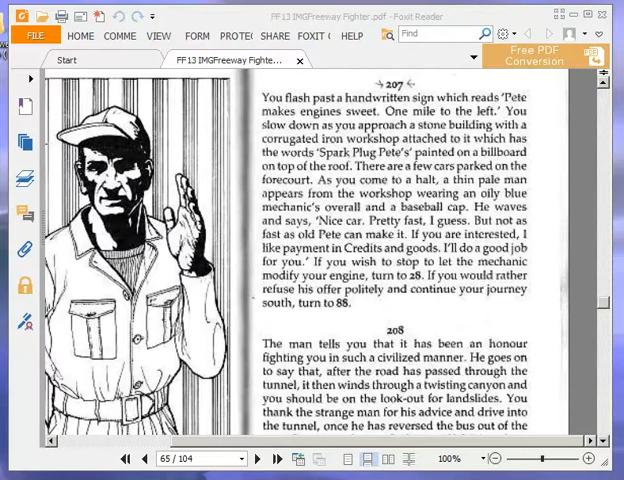 FF13 IMGFreeway Fighter.pdf - Foxit Reader
FILE HOME COMME VIEW FORM PROTE SHARE FOXIT C HELP Find
Start FF13 IMGFreeway Fighte... Free PDF
Conversion
207
You flash past a handwritten sign which reads 'Pete
makes engines sweet. One mile to the left.' You
slow down as you approach a stone building with a
corrugated iron workshop attached to it which has
the words 'Spark Plug Pete's' painted on a billboard
on top of the roof. There are a few cars parked on the
forecourt. As you come to a halt, a thin pale man
appears from the workshop wearing an oily blue
mechanic's overall and a baseball cap. He waves
and says, 'Nice car. Pretty fast, I guess. But not as
fast as old Pete can make it. If you are interested, I
like payment in Credits and goods. I'll do a good job
for you.' If you wish to stop to let the mechanic
modify your engine, turn to 28. If you would rather
refuse his offer politely and continue your journey
south, turn to 88.
208
The man tells you that it has been an honour
fighting you in such a civilized manner. He goes on
to say that, after the road has passed through the
tunnel, it then winds through a twisting canyon and
you should be on the look-out for landslides. You
thank the strange man for his advice and drive into
the tunnel, once he has reversed the bus out of the
65 / 104 100%